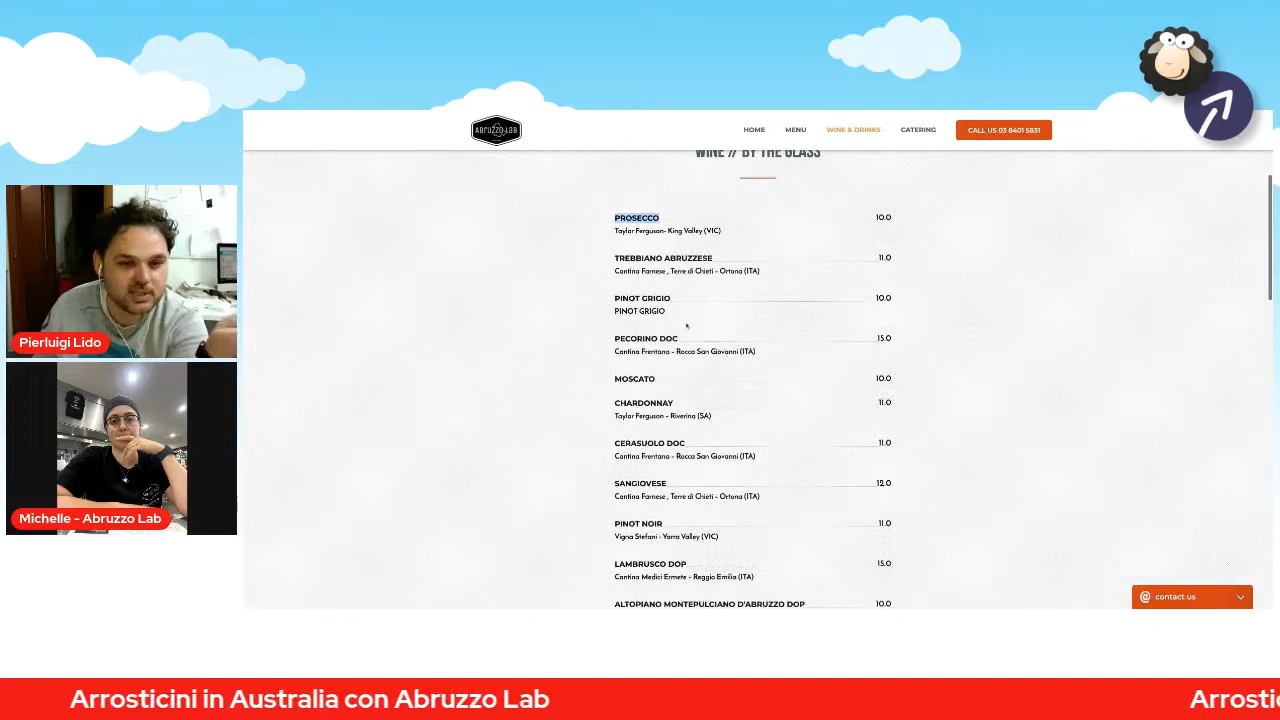 ABRUZZO LAB
HOME
MENU
WINE & DRINKS
CATERING
CALL US 03 8401 5831
WINE // BY THE GLASS
PROSECCO 10.0
Taylor Ferguson- King Valley (VIC)
TREBBIANO ABRUZZESE 11.0
Cantina Farnese , Terre di Chieti - Ortona (ITA)
PINOT GRIGIO 10.0
PINOT GRIGIO
PECORINO DOC 15.0
Cantina Frentana - Rocca San Giovanni (ITA)
MOSCATO 10.0
CHARDONNAY 11.0
Taylor Ferguson - Riverina (SA)
CERASUOLO DOC 11.0
Cantina Frentana - Rocca San Giovanni (ITA)
SANGIOVESE 12.0
Cantina Farnese , Terre di Chieti - Ortona (ITA)
PINOT NOIR 11.0
Vigna Stefani - Yarra Valley (VIC)
LAMBRUSCO DOP 15.0
Cantina Medici Ermete - Reggio Emilia (ITA)
ALTOPIANO MONTEPULCIANO D'ABRUZZO DOP 10.0
@ contact us
Pierluigi Lido
Michelle - Abruzzo Lab
Arrosticini in Australia con Abruzzo Lab
Arrostic